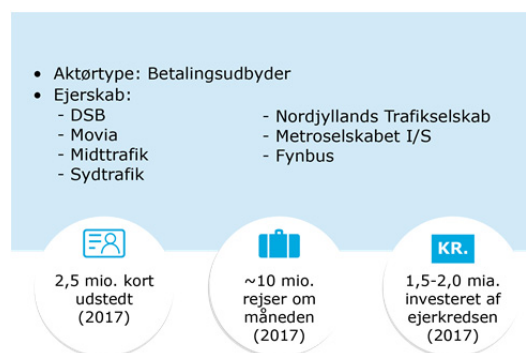 • Aktørtype: Betalingsudbyder
• Ejerskab:
- DSB
- Movia
- Midttrafik
- Sydtrafik
- Nordjyllands Trafikselskab
- Metroselskabet I/S
- Fynbus
2,5 mio. kort
udstedt
(2017)
~10 mio.
rejser om
måneden
(2017)
KR.
1,5-2,0 mia.
investeret af
ejerkredsen
(2017)